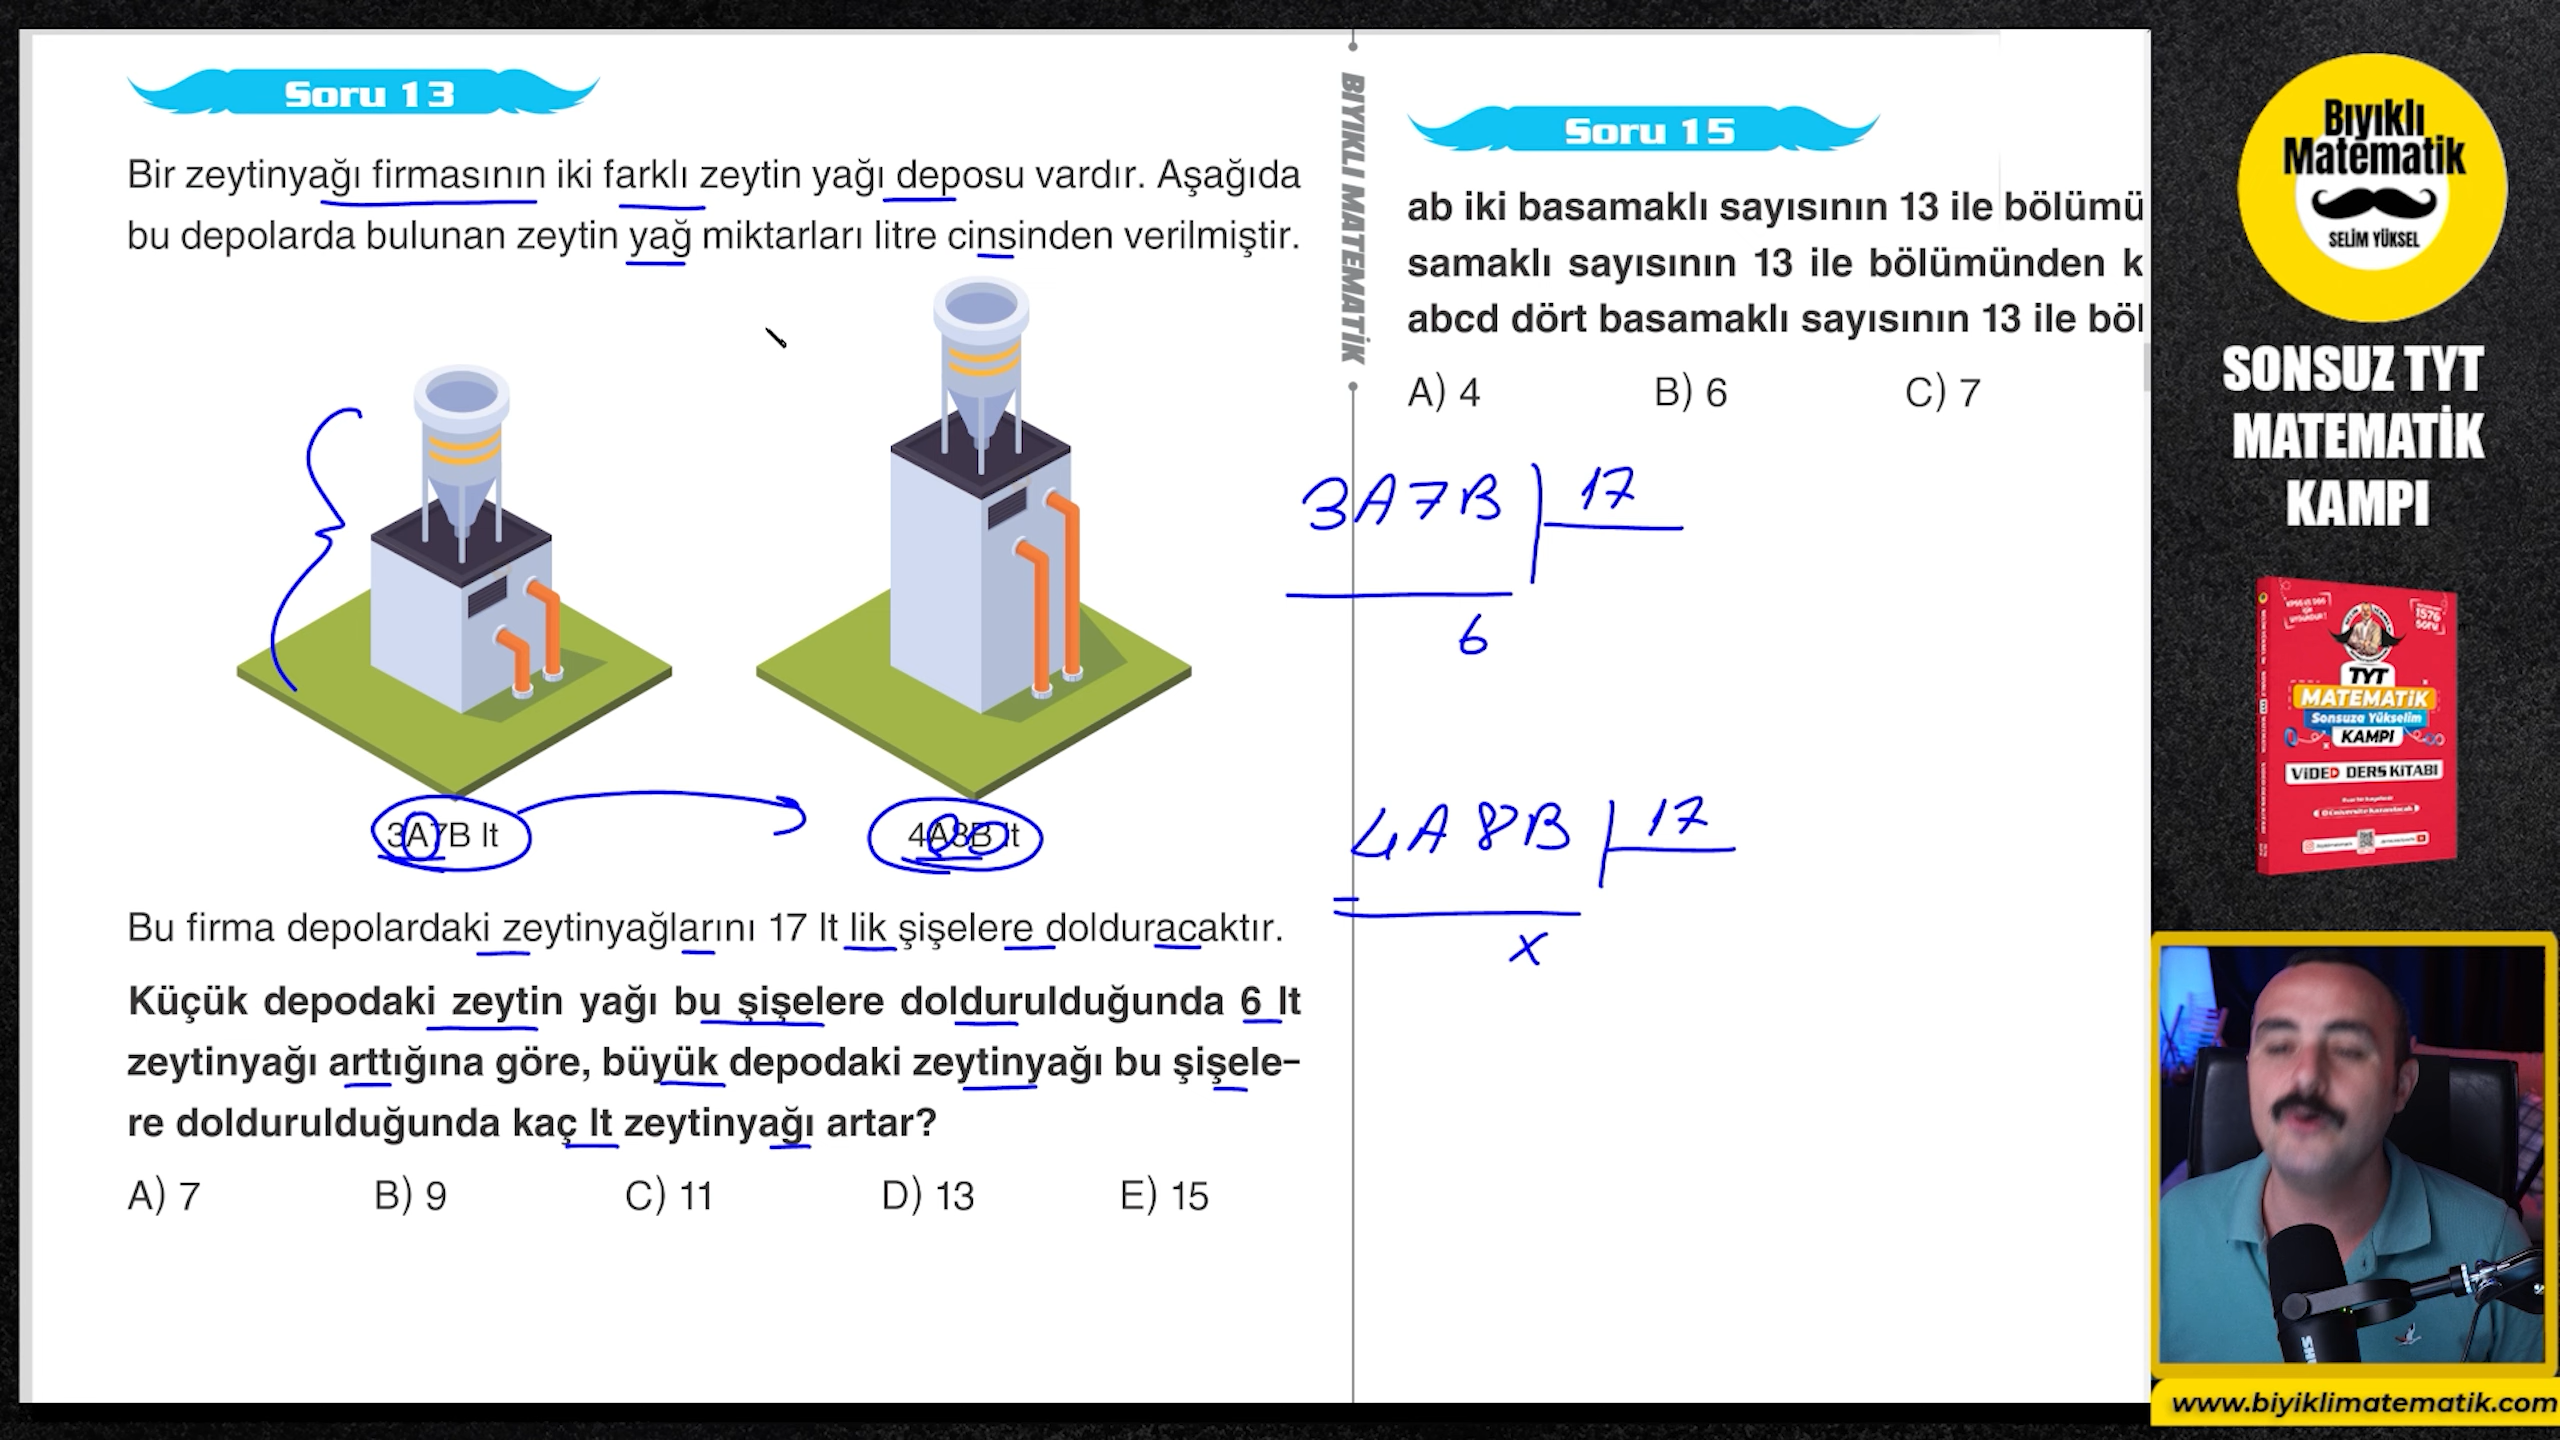 Soru 13
Bir zeytinyağı firmasının iki farklı zeytin yağı deposu vardır. Aşağıda
bu depolarda bulunan zeytin yağ miktarları litre cinsinden verilmiştir.
3A7B lt
4A8B lt
Bu firma depolardaki zeytinyağlarını 17 lt lik şişelere dolduracaktır.
Küçük depodaki zeytin yağı bu şişelere doldurulduğunda 6 lt
zeytinyağı arttığına göre, büyük depodaki zeytinyağı bu şişele–
re doldurulduğunda kaç lt zeytinyağı artar?
A) 7 B) 9 C) 11 D) 13 E) 15
BIYIKLI MATEMATİK
Soru 15
ab iki basamaklı sayısının 13 ile bölümü
samaklı sayısının 13 ile bölümünden k
abcd dört basamaklı sayısının 13 ile böl
A) 4 B) 6 C) 7
3A7B 17
6
4A8B 17
x
Bıyıklı
Matematik
SELİM YÜKSEL
SONSUZ TYT
MATEMATİK
KAMPI
TYT
MATEMATİK
Sonsuza Yükselim
KAMPI
VİDEO DERS KİTABI
www.biyiklimatematik.com